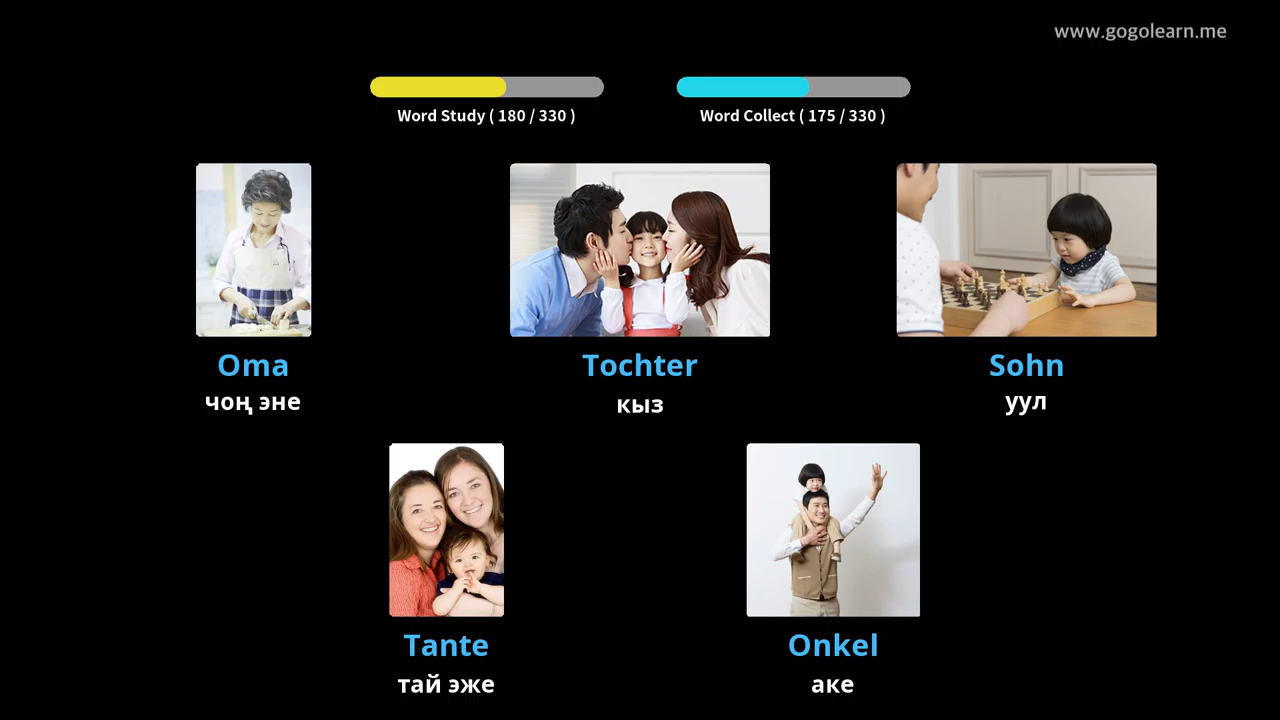 www.gogolearn.me
Word Study ( 180 / 330 )
Word Collect ( 175 / 330 )
Oma
чоң эне
Tochter
кыз
Sohn
уул
Tante
тай эже
Onkel
аке